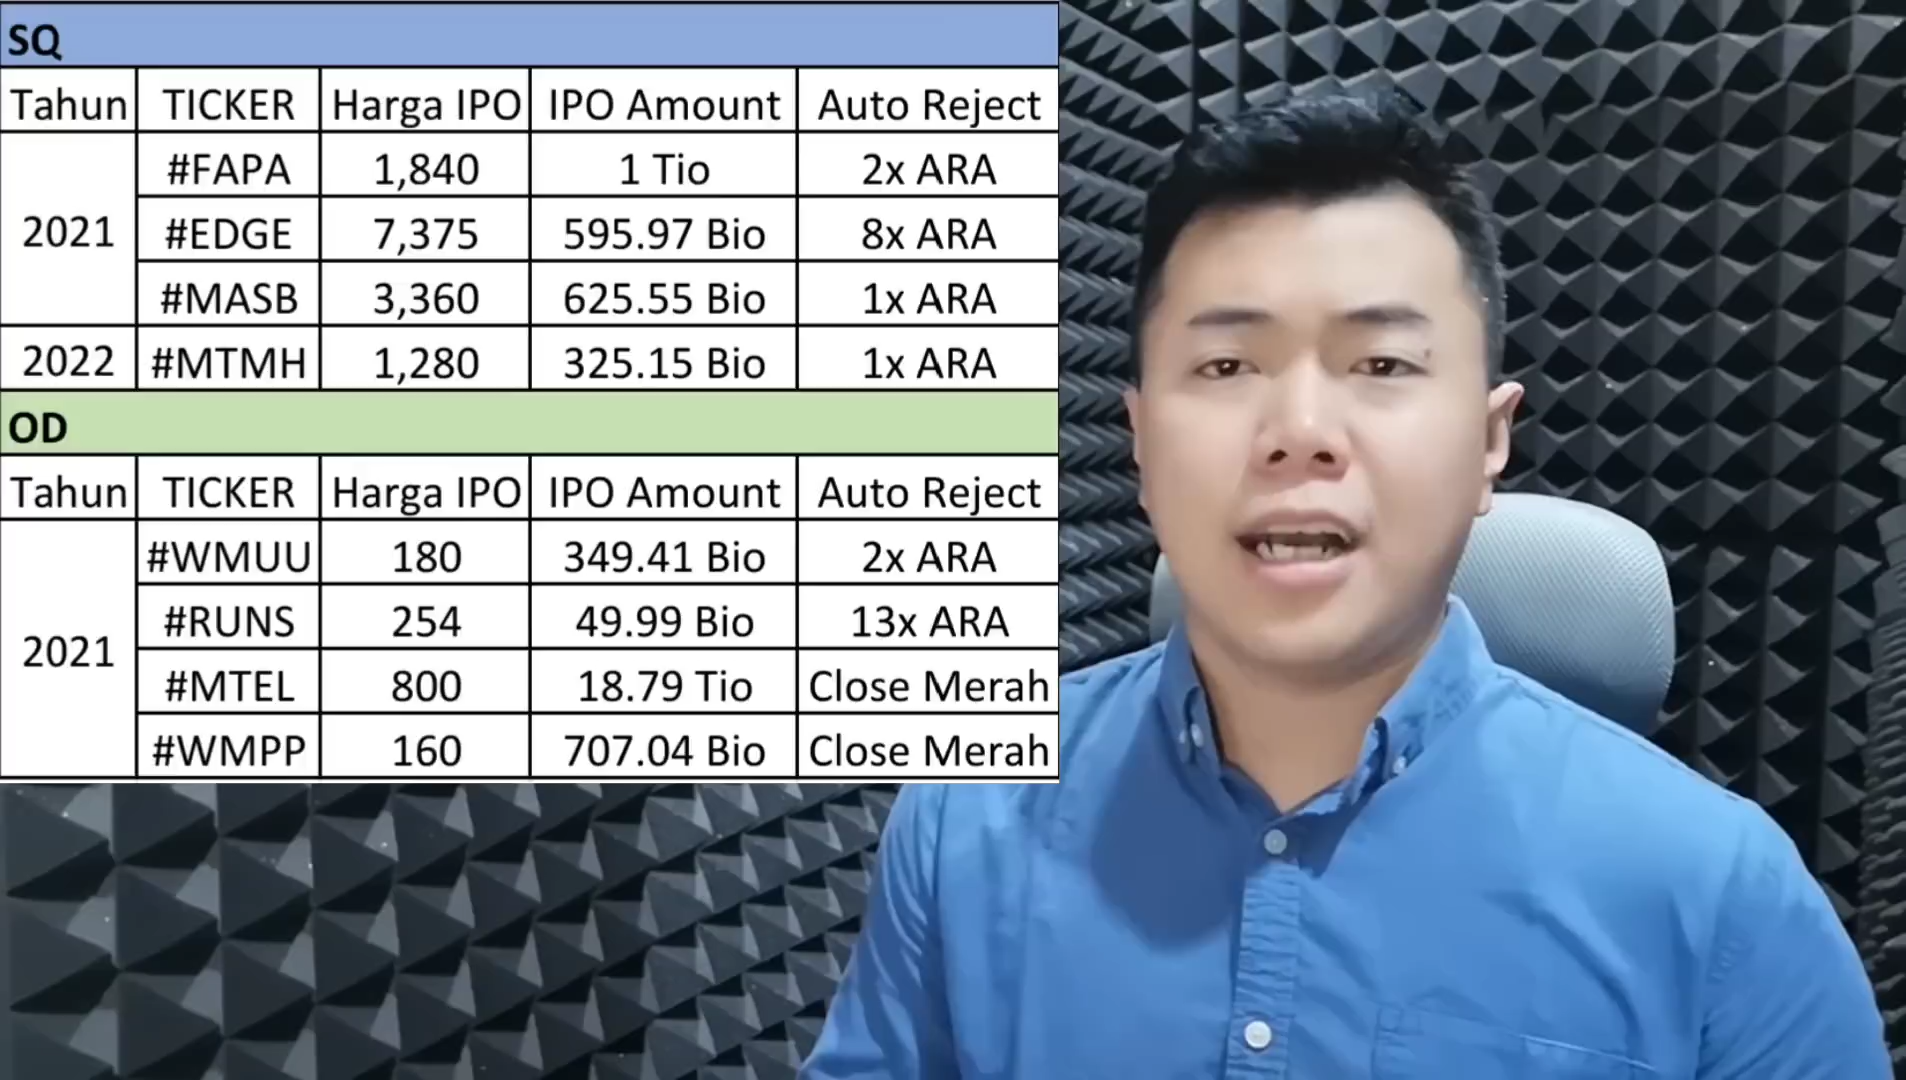 SQ
Tahun TICKER Harga IPO IPO Amount Auto Reject
2021 #FAPA 1,840 1 Tio 2x ARA
#EDGE 7,375 595.97 Bio 8x ARA
#MASB 3,360 625.55 Bio 1x ARA
2022 #MTMH 1,280 325.15 Bio 1x ARA
OD
Tahun TICKER Harga IPO IPO Amount Auto Reject
2021 #WMUU 180 349.41 Bio 2x ARA
#RUNS 254 49.99 Bio 13x ARA
#MTEL 800 18.79 Tio Close Merah
#WMPP 160 707.04 Bio Close Merah